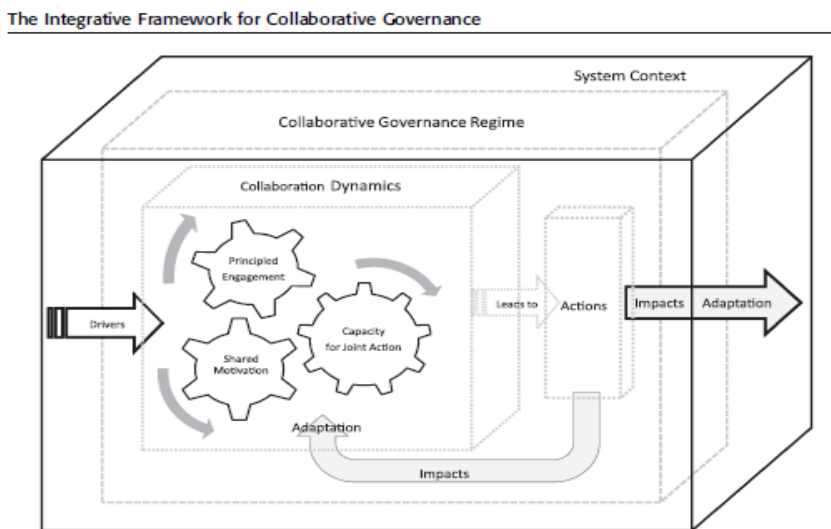 The Integrative Framework for Collaborative Governance
System Context
Collaborative Governance Regime
Collaboration Dynamics
Principled
Engagement
Drivers
Leads to
Actions
Impacts
Adaptation
Capacity
for Joint Action
Shared
Motivation
Adaptation
Impacts